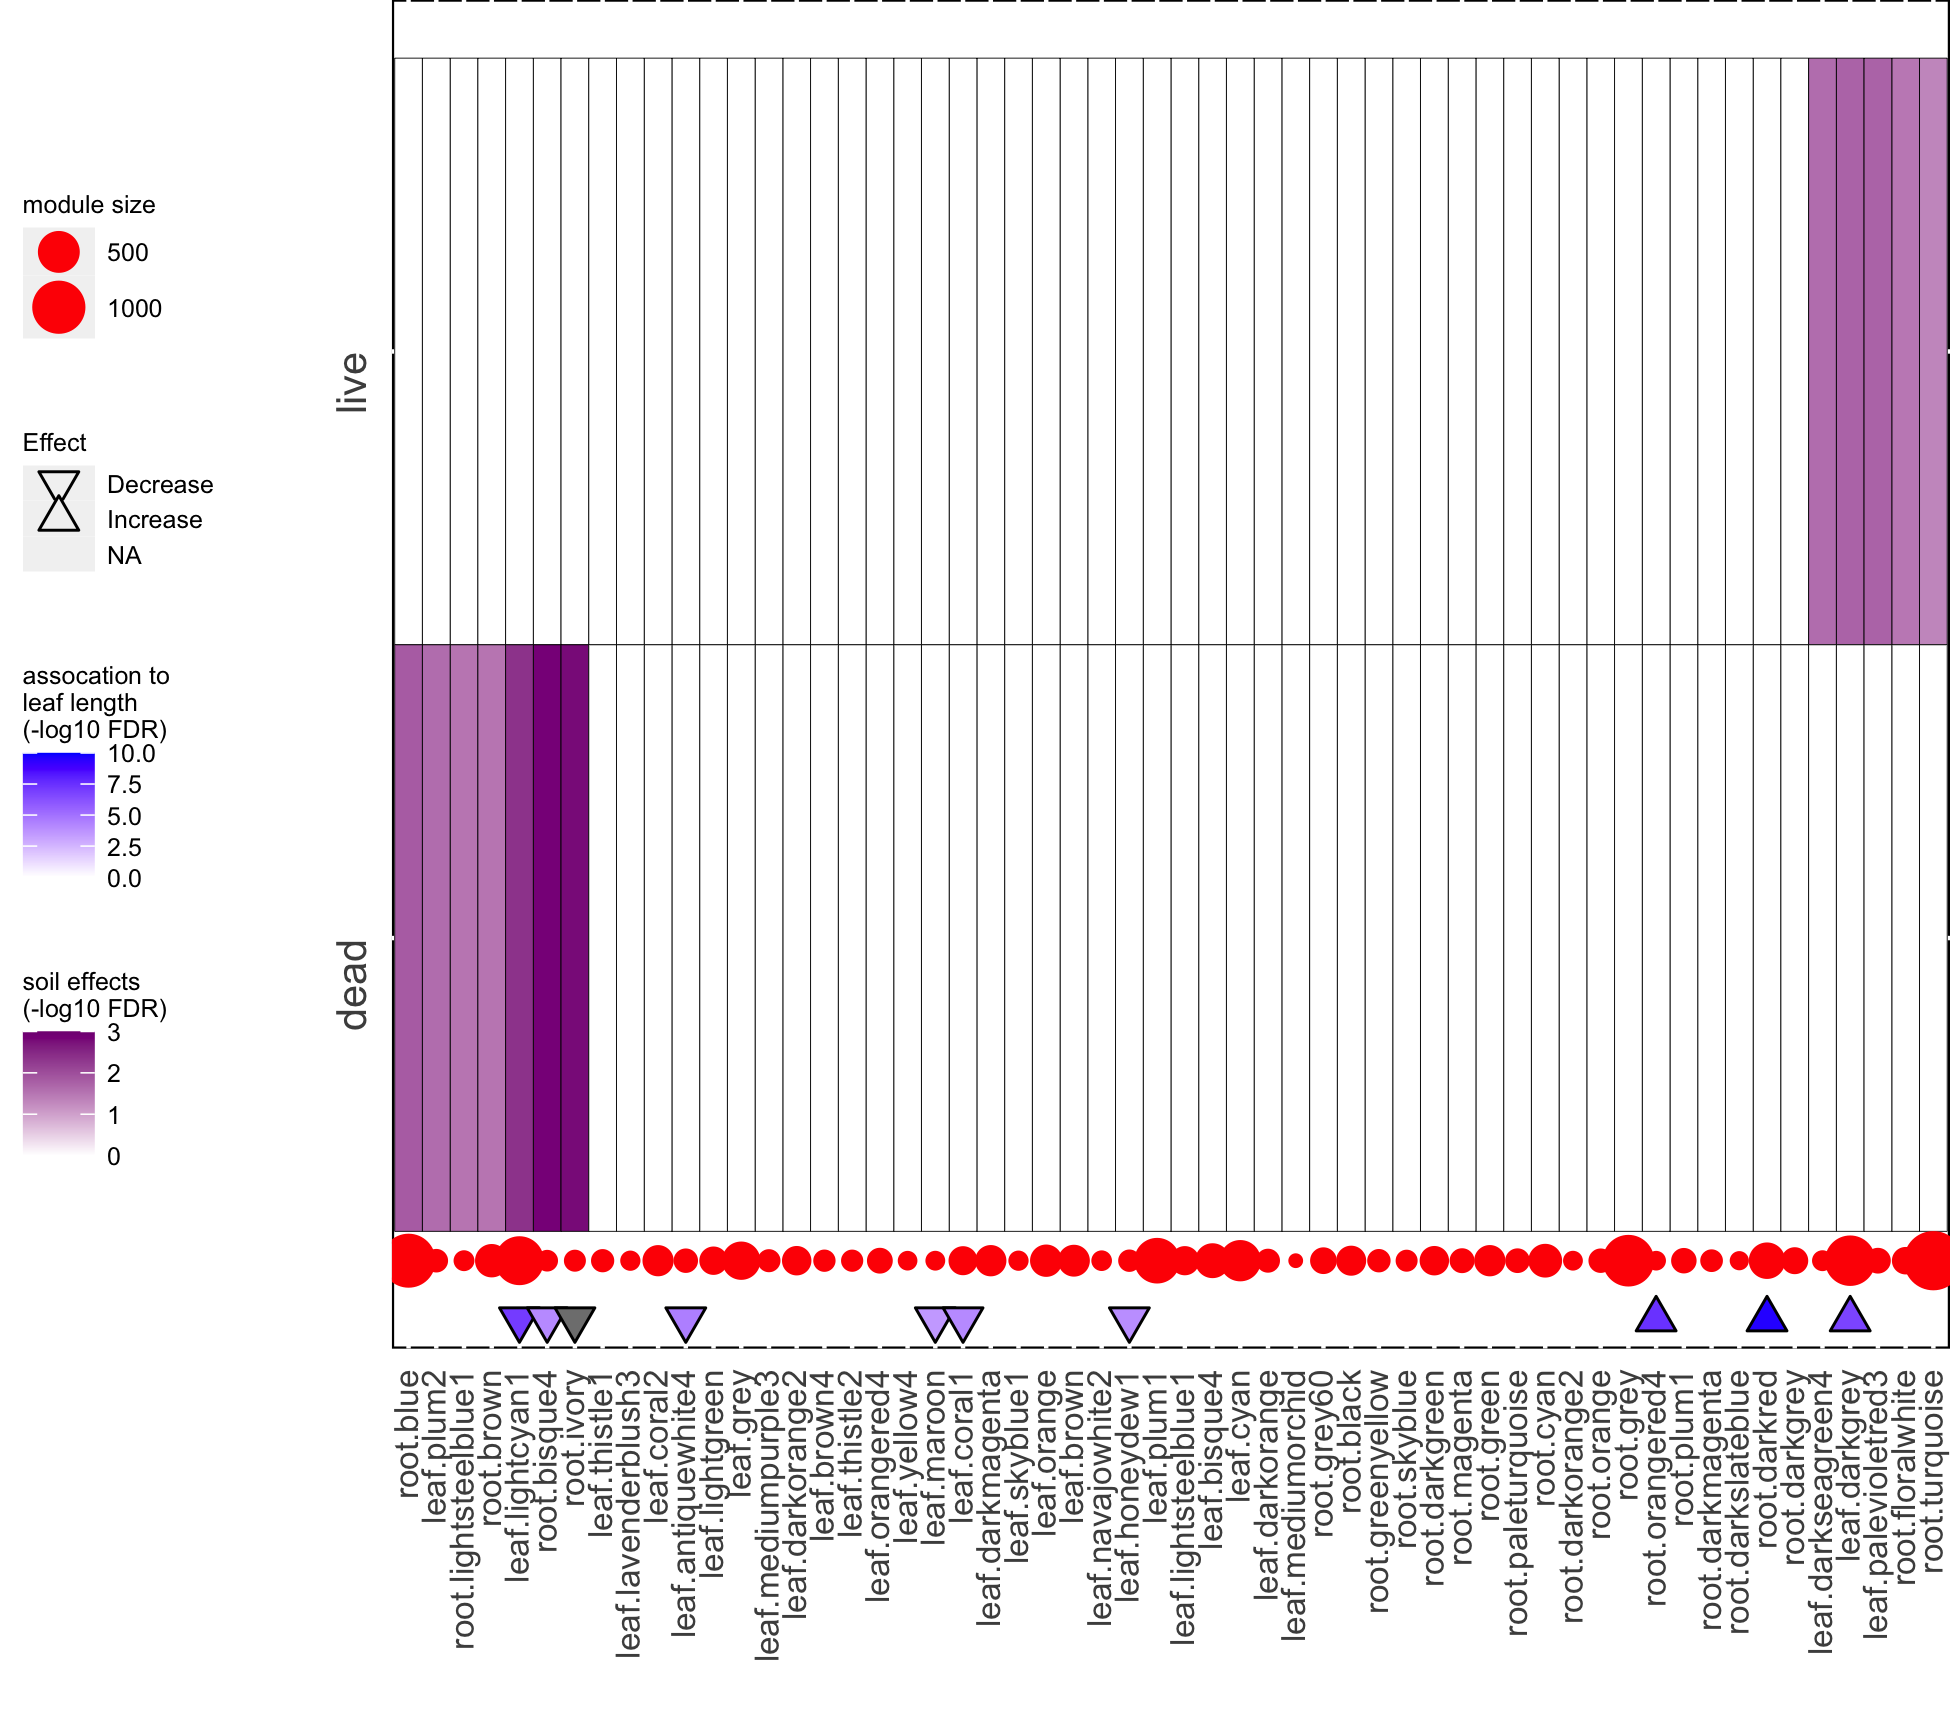 module size
500
1000
Effect
Decrease
Increase
NA
assocation to
leaf length
(-log10 FDR)
10.0
7.5
5.0
2.5
0.0
soil effects
(-log10 FDR)
3
2
1
0
live
dead
root.blue
leaf.plum2
root.lightsteelblue1
root.brown
leaf.lightcyan1
root.bisque4
root.ivory
leaf.thistle1
leaf.lavenderblush3
leaf.coral2
leaf.antiquewhite4
leaf.lightgreen
leaf.grey
leaf.mediumpurple3
leaf.darkorange2
leaf.brown4
leaf.thistle2
leaf.orangered4
leaf.yellow4
leaf.maroon
leaf.coral1
leaf.darkmagenta
leaf.skyblue1
leaf.orange
leaf.brown
leaf.navajowhite2
leaf.honeydew1
leaf.plum1
leaf.lightsteelblue1
leaf.bisque4
leaf.cyan
leaf.darkorange
leaf.mediumorchid
root.grey60
root.black
root.greenyellow
root.skyblue
root.darkgreen
root.magenta
root.green
root.paleturquoise
root.cyan
root.darkorange2
root.orange
root.grey
root.orangered4
root.plum1
root.darkmagenta
root.darkslateblue
root.darkred
root.darkgrey
leaf.darkseagreen4
leaf.darkgrey
leaf.palevioletred3
root.floralwhite
root.turquoise